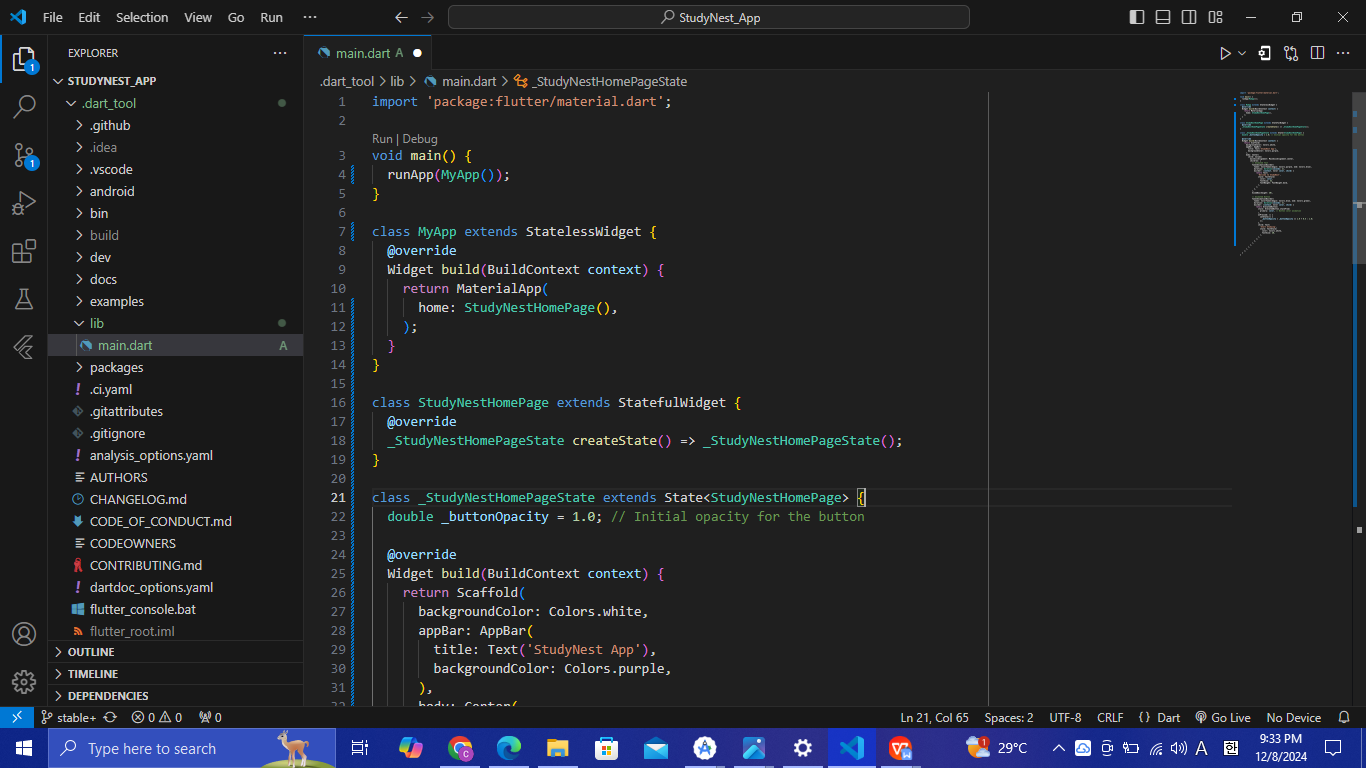 File Edit Selection View Go Run ···
StudyNest_App
EXPLORER ···
STUDYNEST_APP
.dart_tool
.github
.idea
.vscode
android
bin
build
dev
docs
examples
lib
main.dart A
packages
.ci.yaml
.gitattributes
.gitignore
analysis_options.yaml
AUTHORS
CHANGELOG.md
CODE_OF_CONDUCT.md
CODEOWNERS
CONTRIBUTING.md
dartdoc_options.yaml
flutter_console.bat
flutter_root.iml
OUTLINE
TIMELINE
DEPENDENCIES
1
1
main.dart A
.dart_tool > lib > main.dart > _StudyNestHomePageState
1 import 'package:flutter/material.dart';
2
Run | Debug
3 void main() {
4 runApp(MyApp());
5 }
6
7 class MyApp extends StatelessWidget {
8 @override
9 Widget build(BuildContext context) {
10 return MaterialApp(
11 home: StudyNestHomePage(),
12 );
13 }
14 }
15
16 class StudyNestHomePage extends StatefulWidget {
17 @override
18 _StudyNestHomePageState createState() => _StudyNestHomePageState();
19 }
20
21 class _StudyNestHomePageState extends State<StudyNestHomePage> {
22 double _buttonOpacity = 1.0; // Initial opacity for the button
23
24 @override
25 Widget build(BuildContext context) {
26 return Scaffold(
27 backgroundColor: Colors.white,
28 appBar: AppBar(
29 title: Text('StudyNest App'),
30 backgroundColor: Colors.purple,
31 ),
32 body: Center(
stable+ 0 0 0 Ln 21, Col 65 Spaces: 2 UTF-8 CRLF {} Dart Go Live No Device
Type here to search
1 29°C A 한 9:33 PM
12/8/2024